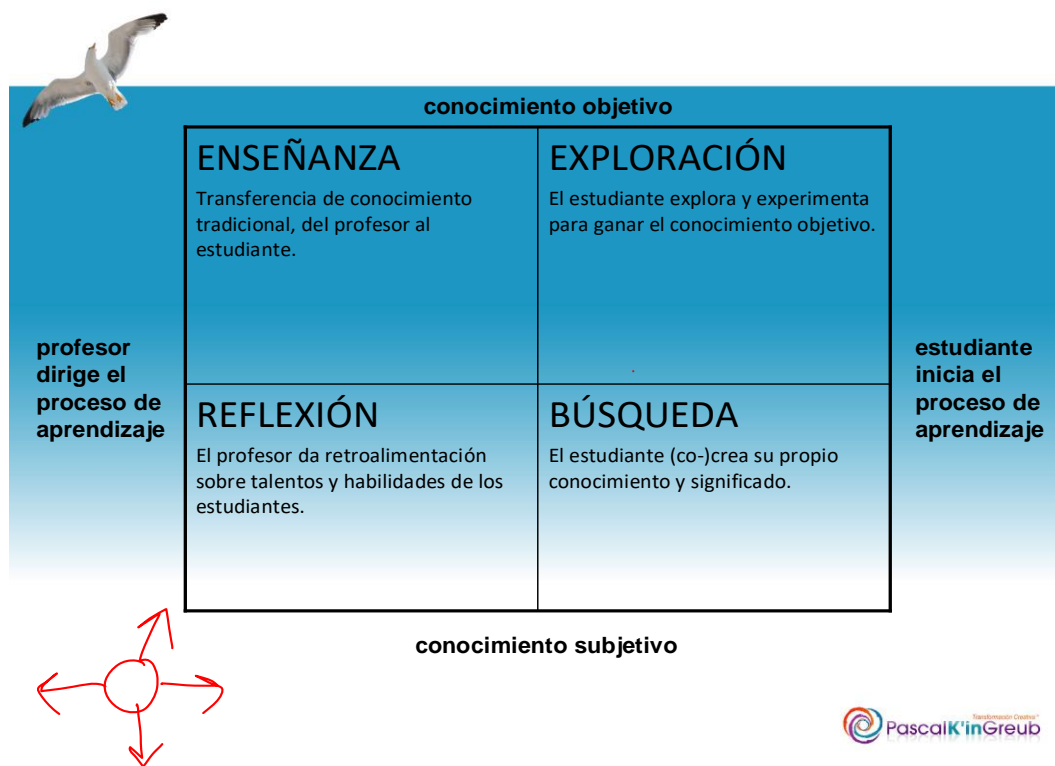 conocimiento objetivo
ENSEÑANZA
Transferencia de conocimiento
tradicional, del profesor al
estudiante.
EXPLORACIÓN
El estudiante explora y experimenta
para ganar el conocimiento objetivo.
profesor
dirige el
proceso de
aprendizaje
estudiante
inicia el
proceso de
aprendizaje
REFLEXIÓN
El profesor da retroalimentación
sobre talentos y habilidades de los
estudiantes.
BÚSQUEDA
El estudiante (co-)crea su propio
conocimiento y significado.
conocimiento subjetivo
Transformación Creativa
PascalK'inGreub